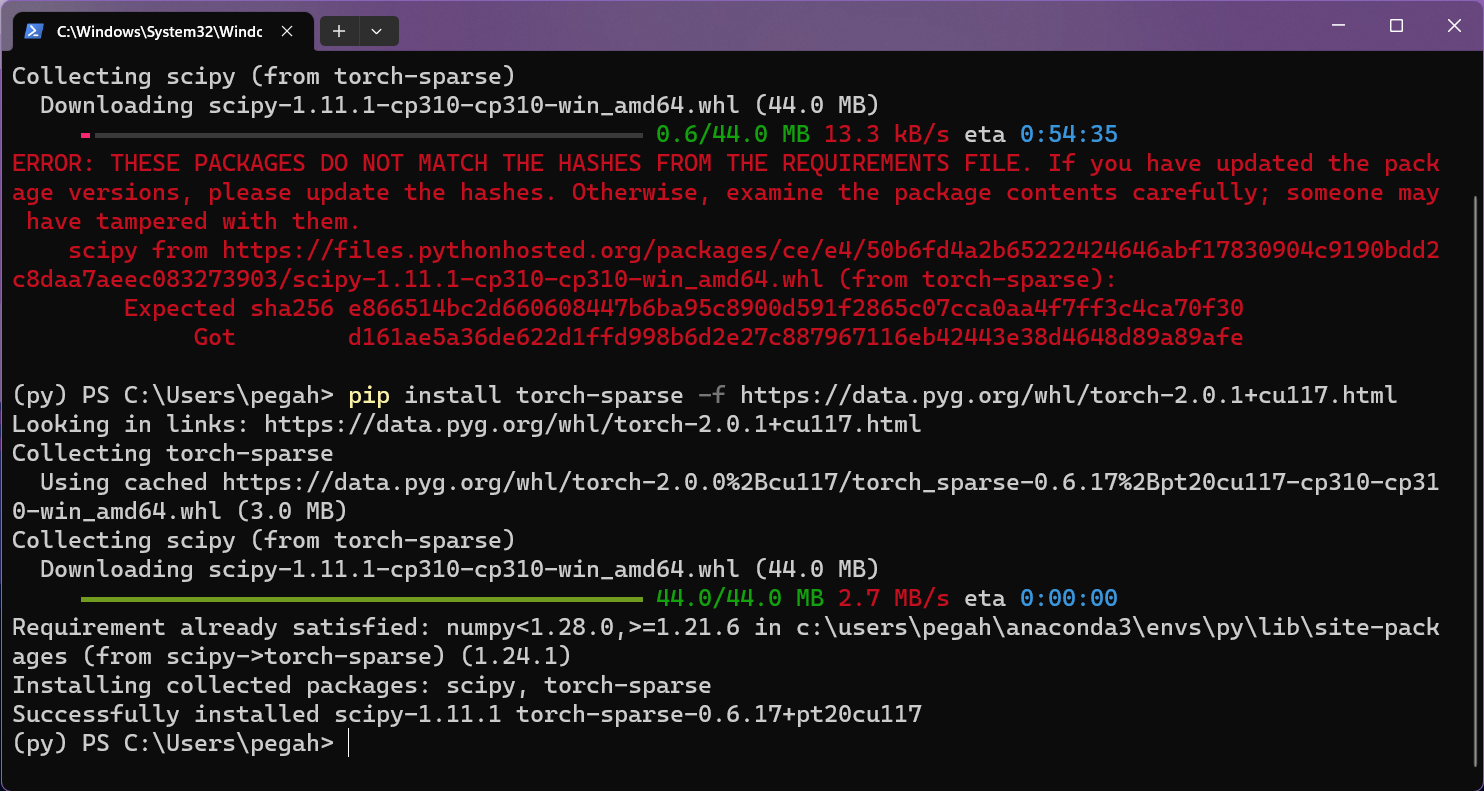 C:\Windows\System32\Windc
Collecting scipy (from torch-sparse)
  Downloading scipy-1.11.1-cp310-cp310-win_amd64.whl (44.0 MB)
0.6/44.0 MB 13.3 kB/s eta 0:54:35
ERROR: THESE PACKAGES DO NOT MATCH THE HASHES FROM THE REQUIREMENTS FILE. If you have updated the pack
age versions, please update the hashes. Otherwise, examine the package contents carefully; someone may
 have tampered with them.
    scipy from https://files.pythonhosted.org/packages/ce/e4/50b6fd4a2b65222424646abf17830904c9190bdd2
c8daa7aeec083273903/scipy-1.11.1-cp310-cp310-win_amd64.whl (from torch-sparse):
        Expected sha256 e866514bc2d660608447b6ba95c8900d591f2865c07cca0aa4f7ff3c4ca70f30
             Got        d161ae5a36de622d1ffd998b6d2e27c887967116eb42443e38d4648d89a89afe
(py) PS C:\Users\pegah> pip install torch-sparse -f https://data.pyg.org/whl/torch-2.0.1+cu117.html
Looking in links: https://data.pyg.org/whl/torch-2.0.1+cu117.html
Collecting torch-sparse
  Using cached https://data.pyg.org/whl/torch-2.0.0%2Bcu117/torch_sparse-0.6.17%2Bpt20cu117-cp310-cp31
0-win_amd64.whl (3.0 MB)
Collecting scipy (from torch-sparse)
  Downloading scipy-1.11.1-cp310-cp310-win_amd64.whl (44.0 MB)
44.0/44.0 MB 2.7 MB/s eta 0:00:00
Requirement already satisfied: numpy<1.28.0,>=1.21.6 in c:\users\pegah\anaconda3\envs\py\lib\site-pack
ages (from scipy->torch-sparse) (1.24.1)
Installing collected packages: scipy, torch-sparse
Successfully installed scipy-1.11.1 torch-sparse-0.6.17+pt20cu117
(py) PS C:\Users\pegah>